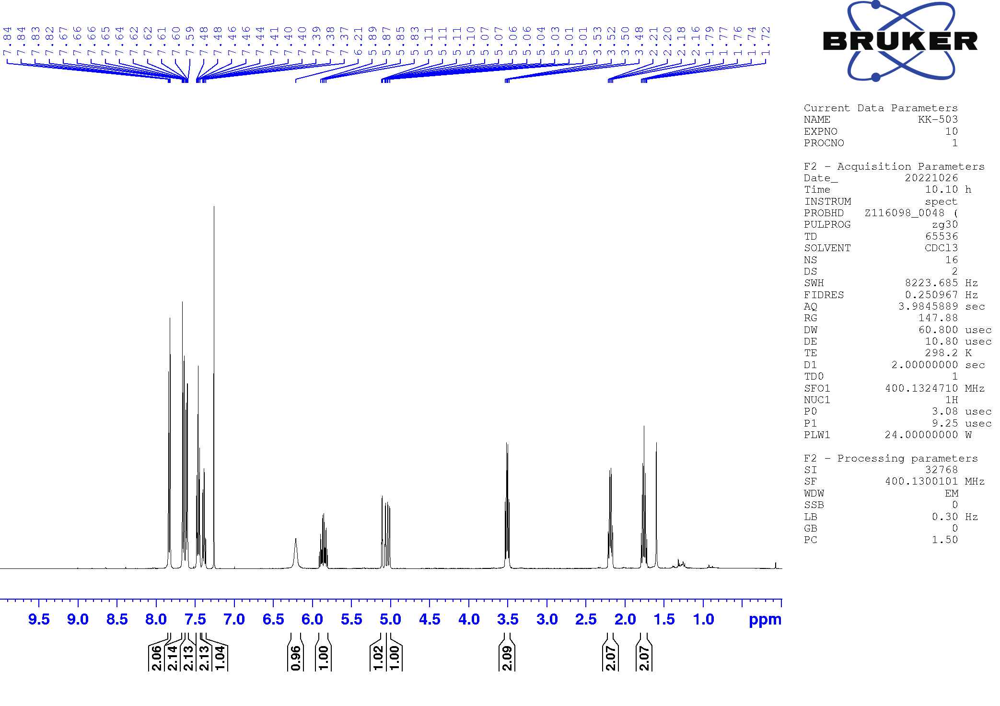 7.84 7.84 7.83 7.82 7.67 7.66 7.66 7.65 7.64 7.62 7.62 7.61 7.60 7.59 7.48 7.48 7.46 7.46 7.44 7.41 7.40 7.40 7.39 7.38 7.37 6.21 5.89 5.87 5.85 5.83 5.11 5.11 5.11 5.10 5.07 5.07 5.06 5.06 5.04 5.03 5.01 5.01 3.53 3.52 3.50 3.48 2.21 2.20 2.18 2.16 1.79 1.77 1.76 1.74 1.72
BRUKER
Current Data Parameters
NAME KK-503
EXPNO 10
PROCNO 1
F2 - Acquisition Parameters
Date_ 20221026
Time 10.10 h
INSTRUM spect
PROBHD Z116098_0048 (
PULPROG zg30
TD 65536
SOLVENT CDCl3
NS 16
DS 2
SWH 8223.685 Hz
FIDRES 0.250967 Hz
AQ 3.9845889 sec
RG 147.88
DW 60.800 usec
DE 10.80 usec
TE 298.2 K
D1 2.00000000 sec
TD0 1
SFO1 400.1324710 MHz
NUC1 1H
P0 3.08 usec
P1 9.25 usec
PLW1 24.00000000 W
F2 - Processing parameters
SI 32768
SF 400.1300101 MHz
WDW EM
SSB 0
LB 0.30 Hz
GB 0
PC 1.50
9.5 9.0 8.5 8.0 7.5 7.0 6.5 6.0 5.5 5.0 4.5 4.0 3.5 3.0 2.5 2.0 1.5 1.0 ppm
2.06 2.14 2.13 2.13 1.04 0.96 1.00 1.02 1.00 2.09 2.07 2.07